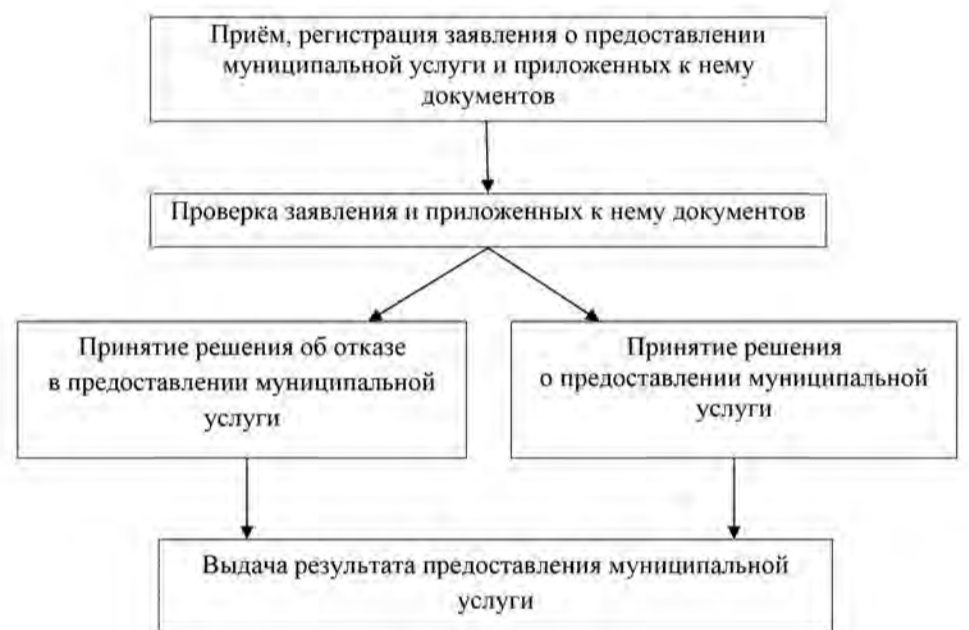 Приём, регистрация заявления о предоставлении
муниципальной услуги и приложенных к нему
документов
Проверка заявления и приложенных к нему документов
Принятие решения об отказе
в предоставлении муниципальной
услуги
Принятие решения
о предоставлении муниципальной
услуги
Выдача результата предоставления муниципальной
услуги